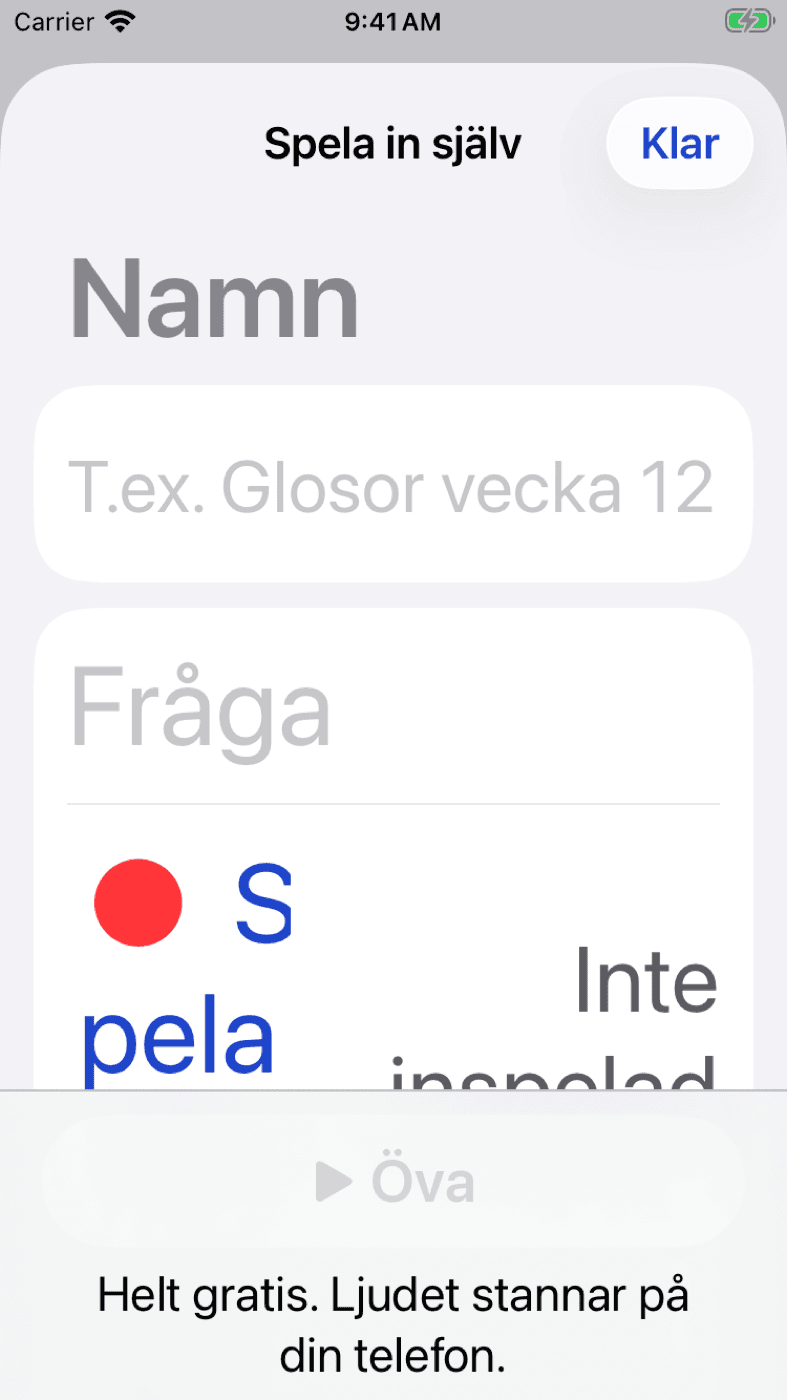 Carrier
9:41 AM
Spela in själv
Klar
Namn
T.ex. Glosor vecka 12
Fråga
S
pela
Inte
inspelad
Öva
Helt gratis. Ljudet stannar på
din telefon.